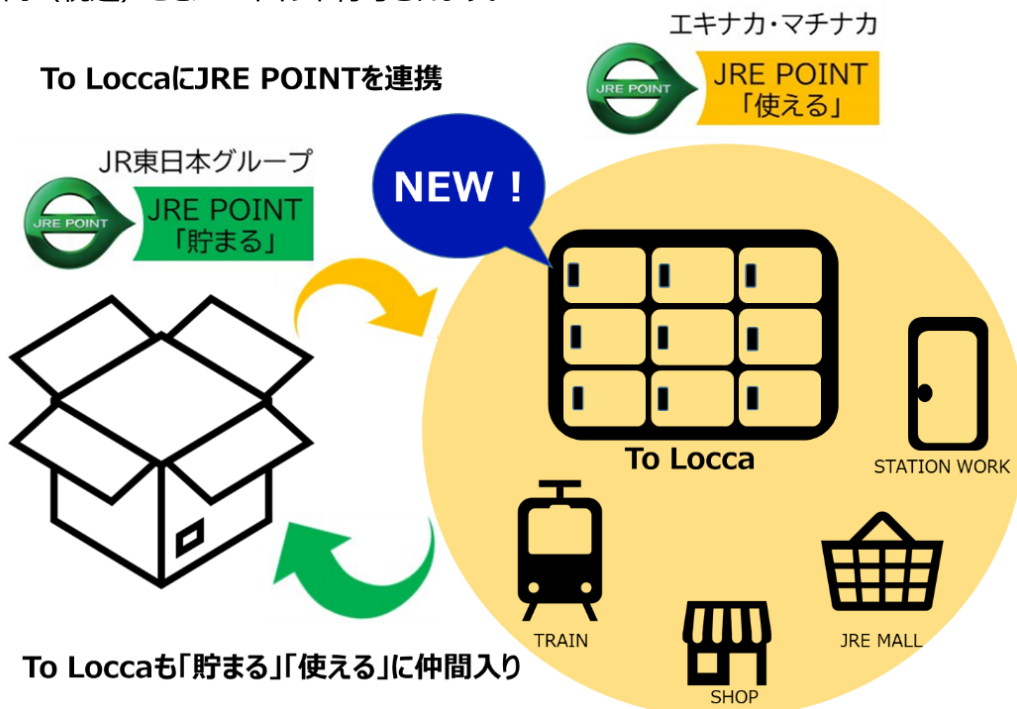 エキナカ・マチナカ
To LoccaにJRE POINTを連携
JRE POINT
JRE POINT
「使える」
JR東日本グループ
NEW！
JRE POINT
JRE POINT
「貯まる」
To Locca
STATION WORK
TRAIN
JRE MALL
To Loccaも「貯まる」「使える」に仲間入り
SHOP